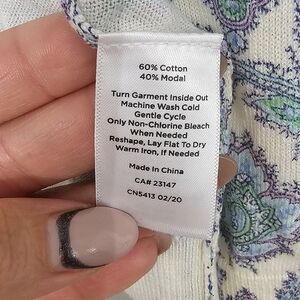 60% Cotton
40% Modal
Turn Garment Inside Out
Machine Wash Cold
Gentle Cycle
Only Non-Chlorine Bleach
When Needed
Reshape, Lay Flat To Dry
Warm Iron, If Needed
Made In China
CA# 23147
CN5413 02/20